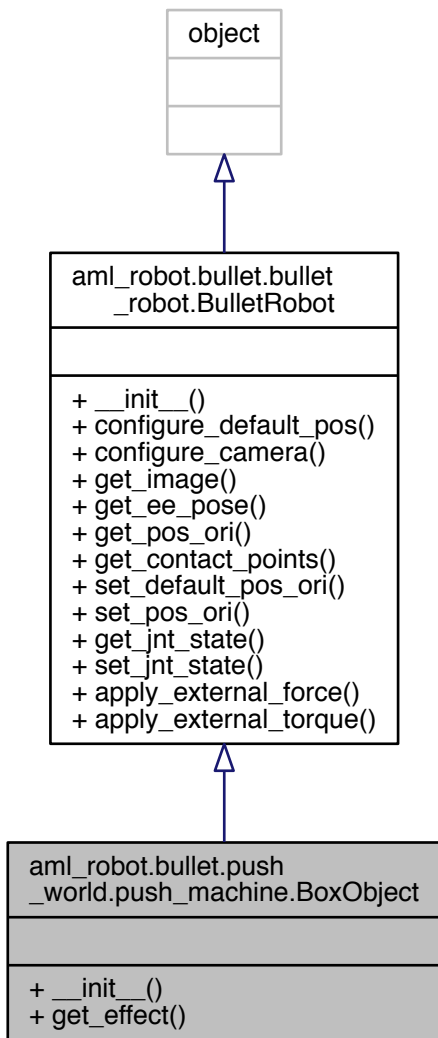 object
aml_robot.bullet.bullet
_robot.BulletRobot
+ __init__()
+ configure_default_pos()
+ configure_camera()
+ get_image()
+ get_ee_pose()
+ get_pos_ori()
+ get_contact_points()
+ set_default_pos_ori()
+ set_pos_ori()
+ get_jnt_state()
+ set_jnt_state()
+ apply_external_force()
+ apply_external_torque()
aml_robot.bullet.push
_world.push_machine.BoxObject
+ __init__()
+ get_effect()